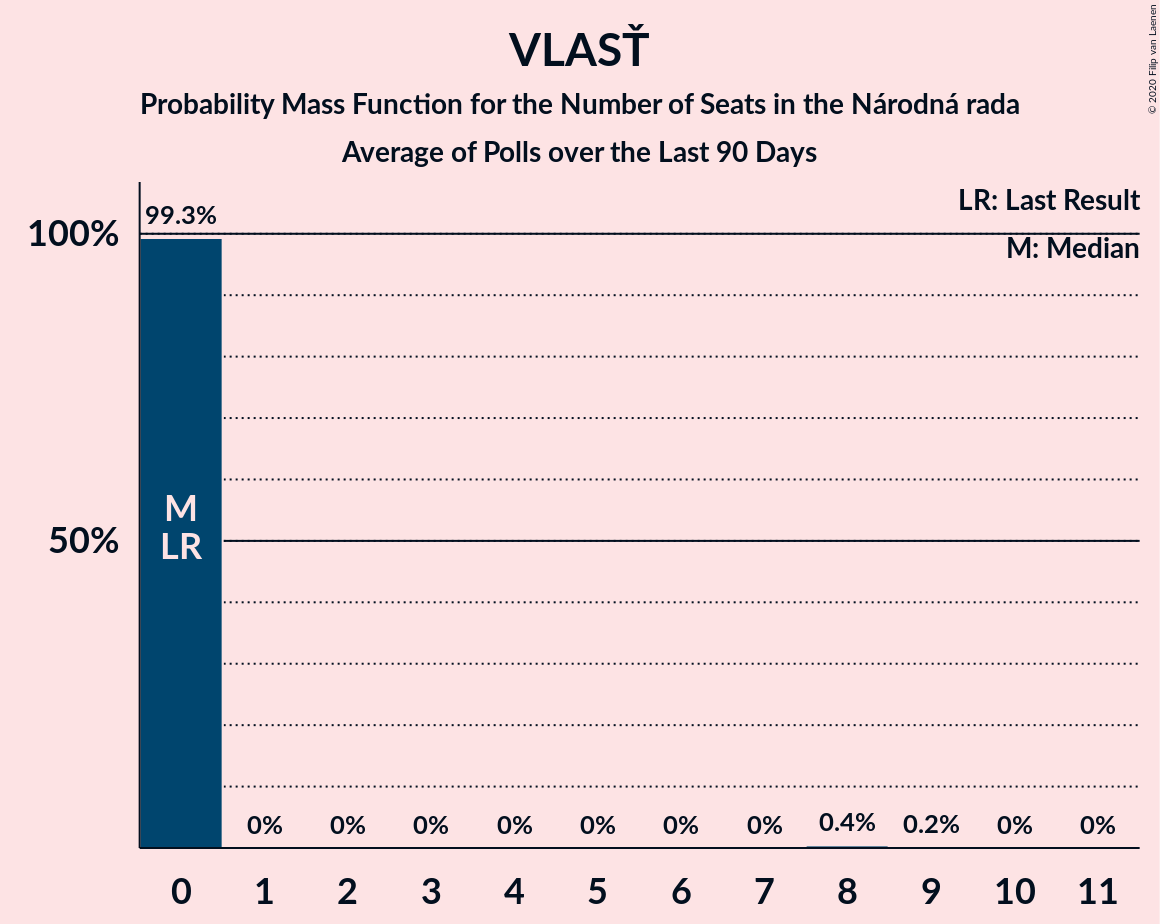 VLASŤ
Probability Mass Function for the Number of Seats in the Národná rada
Average of Polls over the Last 90 Days
© 2020 Filip van Laenen
LR: Last Result
M: Median
99.3%
100%
M
LR
50%
0% 0% 0% 0% 0% 0% 0% 0.4% 0.2% 0% 0%
0 1 2 3 4 5 6 7 8 9 10 11